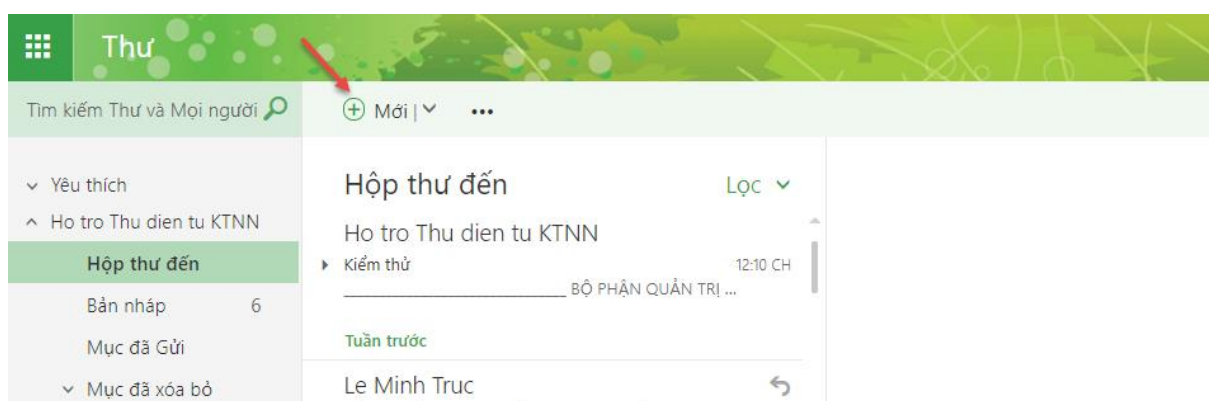 Thư
Tìm kiếm Thư và Mọi người
Mới
Yêu thích
Ho tro Thu dien tu KTNN
Hộp thư đến
Bản nháp 6
Mục đã Gửi
Mục đã xóa bỏ
Hộp thư đến Lọc
Ho tro Thu dien tu KTNN
Kiểm thử 12:10 CH
______________________________ BỘ PHẬN QUẢN TRỊ ...
Tuần trước
Le Minh Truc